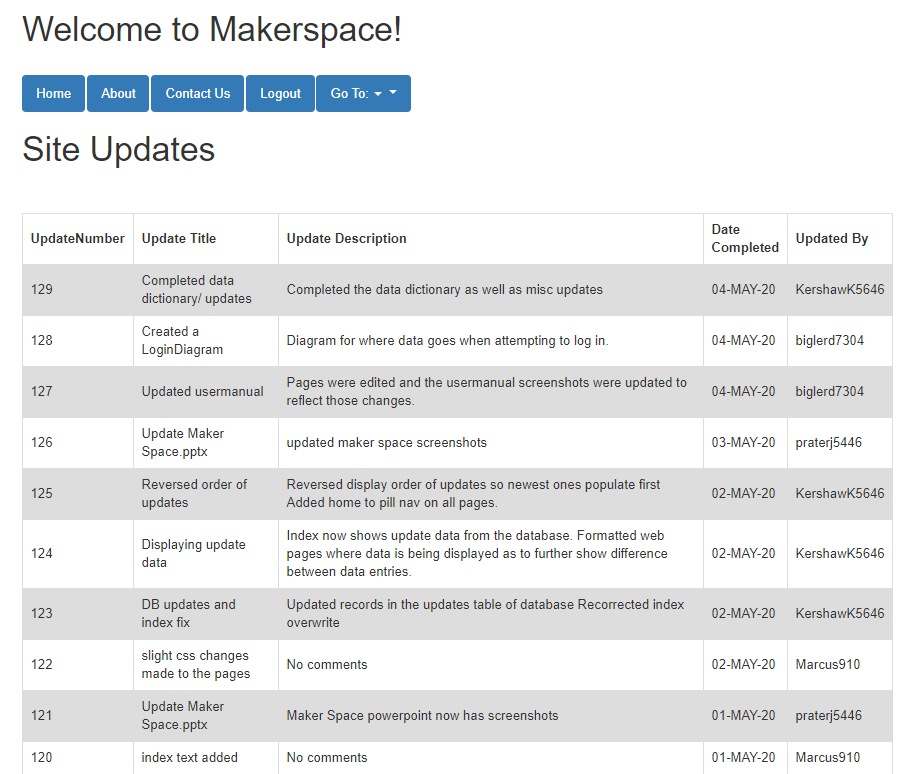 Welcome to Makerspace!
Home About Contact Us Logout Go To:
Site Updates
UpdateNumber Update Title Update Description Date Completed Updated By
129 Completed data dictionary/ updates Completed the data dictionary as well as misc updates 04-MAY-20 KershawK5646
128 Created a LoginDiagram Diagram for where data goes when attempting to log in. 04-MAY-20 biglerd7304
127 Updated usermanual Pages were edited and the usermanual screenshots were updated to reflect those changes. 04-MAY-20 biglerd7304
126 Update Maker Space.pptx updated maker space screenshots 03-MAY-20 praterj5446
125 Reversed order of updates Reversed display order of updates so newest ones populate first Added home to pill nav on all pages. 02-MAY-20 KershawK5646
124 Displaying update data Index now shows update data from the database. Formatted web pages where data is being displayed as to further show difference between data entries. 02-MAY-20 KershawK5646
123 DB updates and index fix Updated records in the updates table of database Recorrected index overwrite 02-MAY-20 KershawK5646
122 slight css changes made to the pages No comments 02-MAY-20 Marcus910
121 Update Maker Space.pptx Maker Space powerpoint now has screenshots 01-MAY-20 praterj5446
120 index text added No comments 01-MAY-20 Marcus910